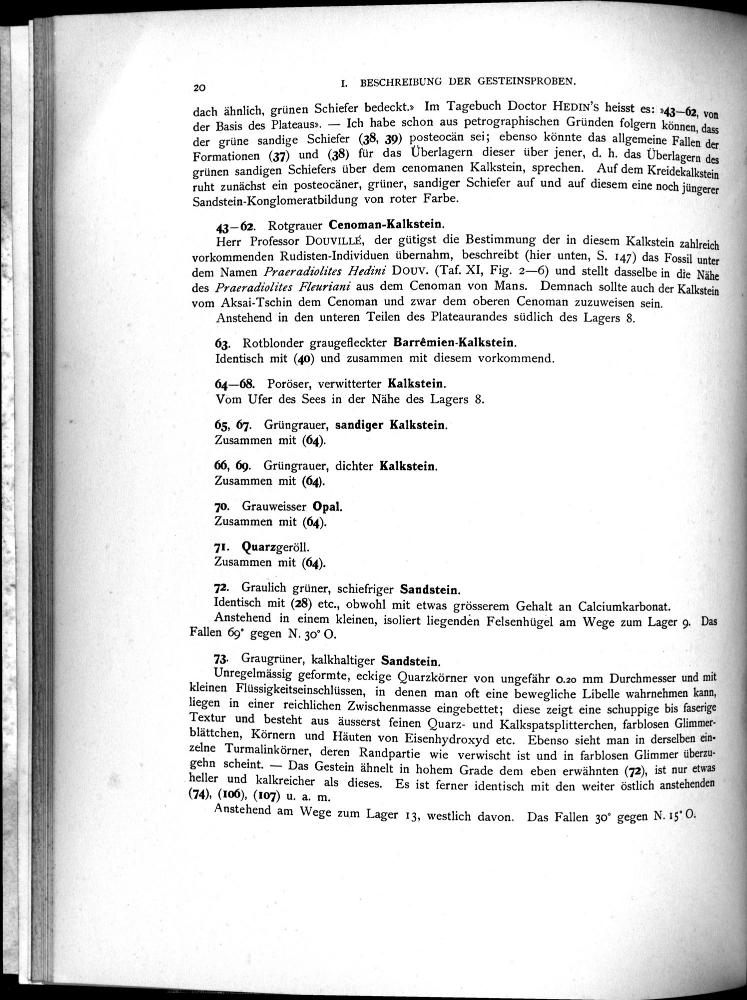 20
I. BESCHREIBUNG DER GESTEINSPROBEN.
dach ähnlich, grünen Schiefer bedeckt.» Im Tagebuch Doctor HEDIN'S heisst es: »43—62, von
der Basis des Plateaus». — Ich habe schon aus petrographischen Gründen folgern können, dass
der grüne sandige Schiefer (38, 39) posteocän sei; ebenso könnte das allgemeine Fallen der
Formationen (37) und (38) für das Überlagern dieser über jener, d. h. das Überlagern des
grünen sandigen Schiefers über dem cenomanen Kalkstein, sprechen. Auf dem Kreidekalkstein
ruht zunächst ein posteocäner, grüner, sandiger Schiefer auf und auf diesem eine noch jüngerer
Sandstein-Konglomeratbildung von roter Farbe.
43—62. Rotgrauer Cenoman-Kalkstein.
Herr Professor DOUVILLÉ, der gütigst die Bestimmung der in diesem Kalkstein zahlreich
vorkommenden Rudisten-Individuen übernahm, beschreibt (hier unten, S. 147) das Fossil unter
dem Namen Praeradiolites Hedini DOUV. (Taf. XI, Fig. 2—6) und stellt dasselbe in die Nähe
des Praeradiolites Fleuriani aus dem Cenoman von Mans. Demnach sollte auch der Kalkstein
vom Aksai-Tschin dem Cenoman und zwar dem oberen Cenoman zuzuweisen sein.
Anstehend in den unteren Teilen des Plateaurandes südlich des Lagers 8.
63. Rotblonder graugefleckter Barrêmien-Kalkstein.
Identisch mit (40) und zusammen mit diesem vorkommend.
64—68. Poröser, verwitterter Kalkstein.
Vom Ufer des Sees in der Nähe des Lagers 8.
65, 67. Grüngrauer, sandiger Kalkstein.
Zusammen mit (64).
66, 69. Grüngrauer, dichter Kalkstein.
Zusammen mit (64).
70. Grauweisser Opal.
Zusammen mit (64).
71. Quarzgeröll.
Zusammen mit (64).
72. Graulich grüner, schiefriger Sandstein.
Identisch mit (28) etc., obwohl mit etwas grösserem Gehalt an Calciumkarbonat.
Anstehend in einem kleinen, isoliert liegenden Felsenhügel am Wege zum Lager 9. Das
Fallen 69° gegen N. 30° O.
73. Graugrüner, kalkhaltiger Sandstein.
Unregelmässig geformte, eckige Quarzkörner von ungefähr 0.20 mm Durchmesser und mit
kleinen Flüssigkeitseinschlüssen, in denen man oft eine bewegliche Libelle wahrnehmen kann,
liegen in einer reichlichen Zwischenmasse eingebettet; diese zeigt eine schuppige bis faserige
Textur und besteht aus äusserst feinen Quarz- und Kalkspatsplitterchen, farblosen Glimmer-
blättchen, Körnern und Häuten von Eisenhydroxyd etc. Ebenso sieht man in derselben ein-
zelne Turmalinkörner, deren Randpartie wie verwischt ist und in farblosen Glimmer überzu-
gehn scheint. — Das Gestein ähnelt in hohem Grade dem eben erwähnten (72), ist nur etwas
heller und kalkreicher als dieses. Es ist ferner identisch mit den weiter östlich anstehenden
(74), (106), (107) u. a. m.
Anstehend am Wege zum Lager 13, westlich davon. Das Fallen 30° gegen N. 15° O.